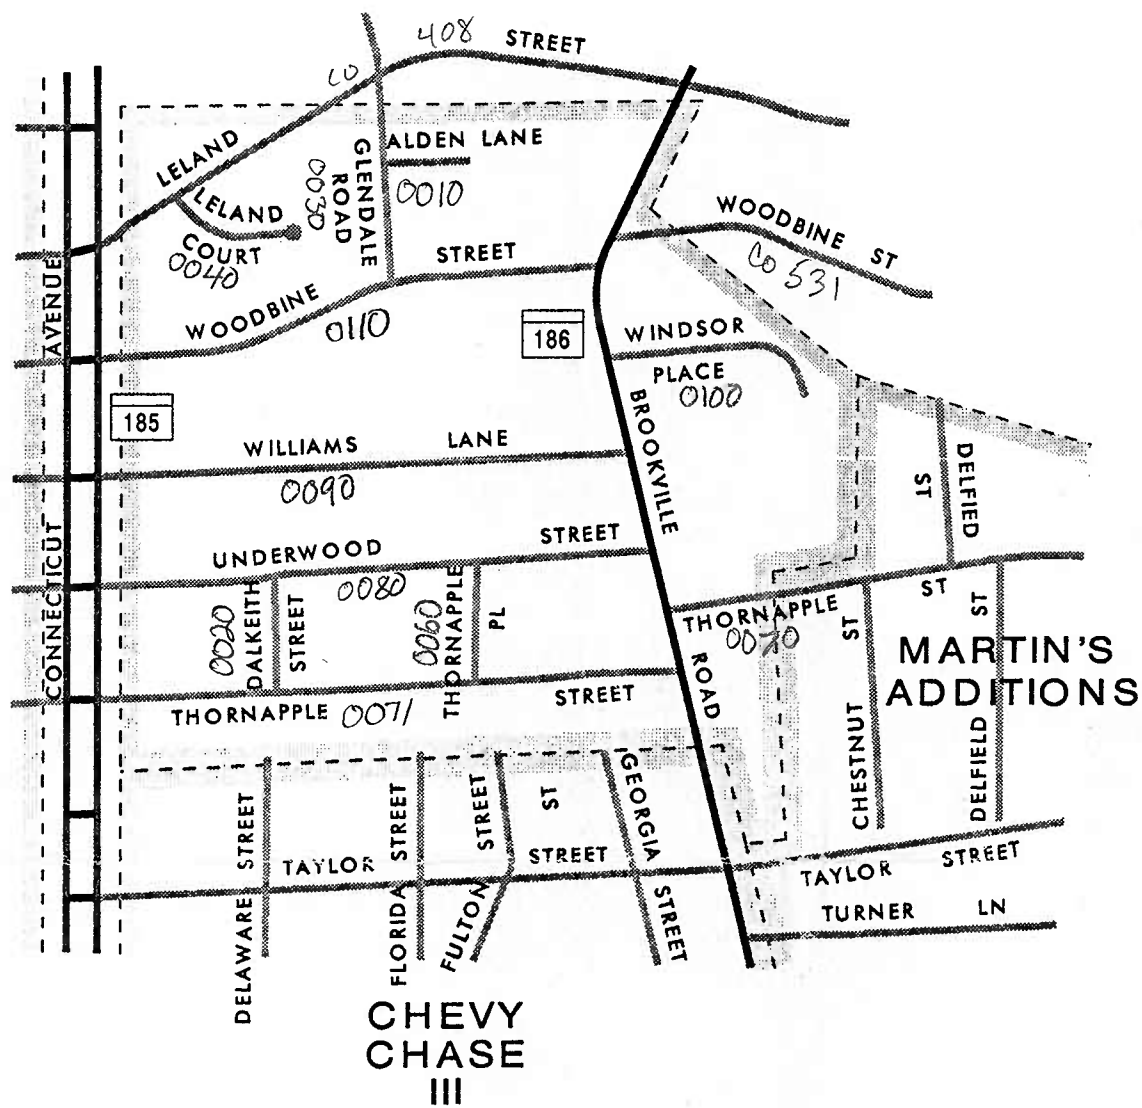 408 STREET
CO
LELAND
ALDEN LANE
GLENDALE
ROAD
0030
0010
LELAND
COURT
0040
WOODBINE ST
CO 531
STREET
WOODBINE
0110
AVENUE
186
WINDSOR
PLACE
0100
185
BROOKVILLE
WILLIAMS LANE
0090
DELFIED
ST
CONNECTICUT
UNDERWOOD STREET
0080
0020
DALKEITH
STREET
0060
THORNAPPLE
PL
THORNAPPLE ST
0070
ST
ST
MARTIN'S
ADDITIONS
ROAD
THORNAPPLE 0071 STREET
CHESTNUT
DELFIELD
DELAWARE STREET
FLORIDA STREET
FULTON STREET
ST
GEORGIA STREET
TAYLOR STREET
TAYLOR STREET
TURNER LN
CHEVY
CHASE
III